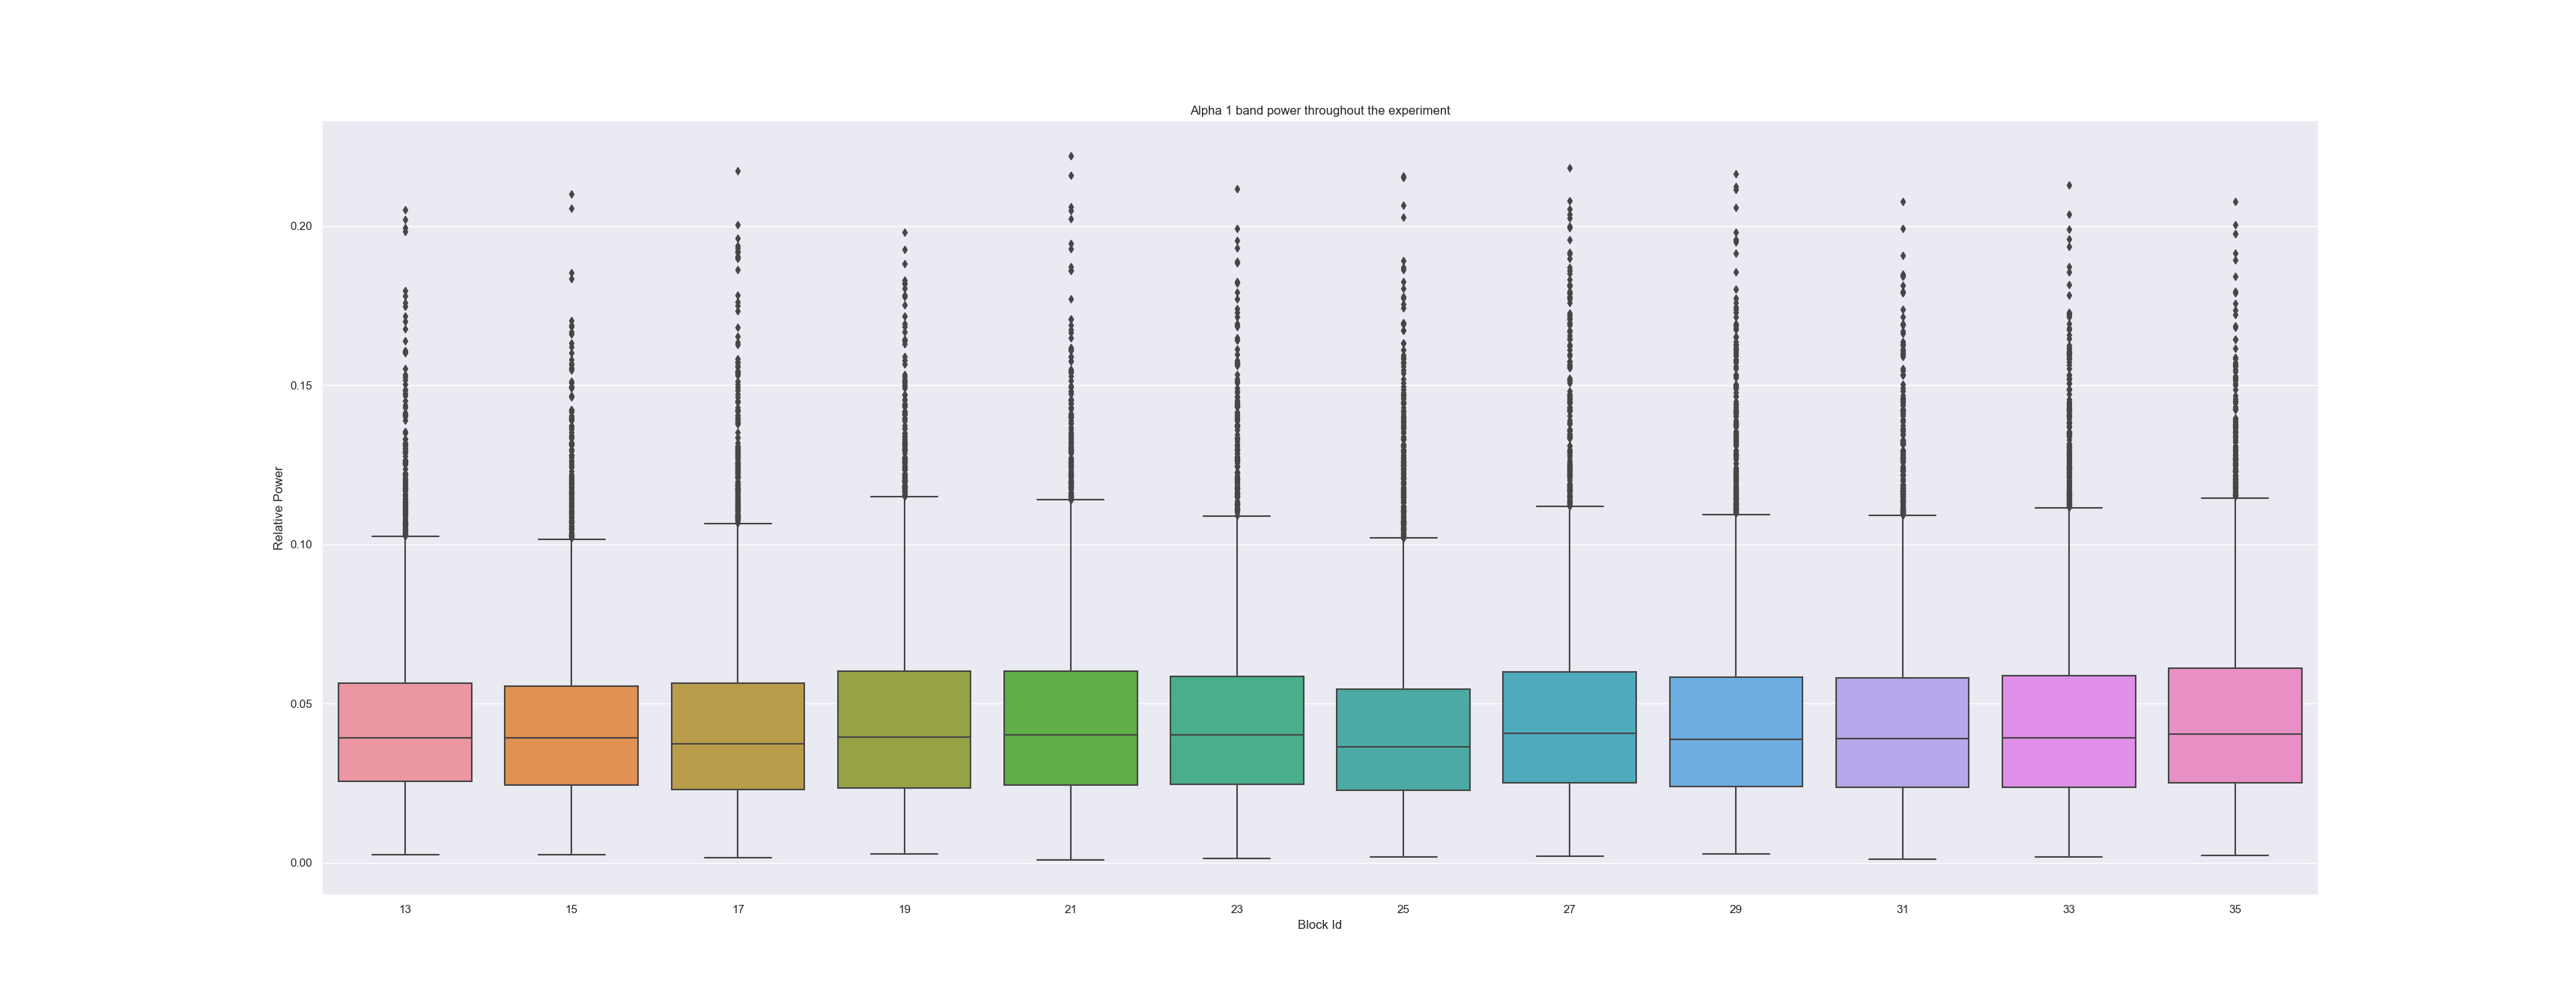 Alpha 1 band power throughout the experiment
Relative Power
0.20
0.15
0.10
0.05
0.00
13 15 17 19 21 23 25 27 29 31 33 35
Block Id